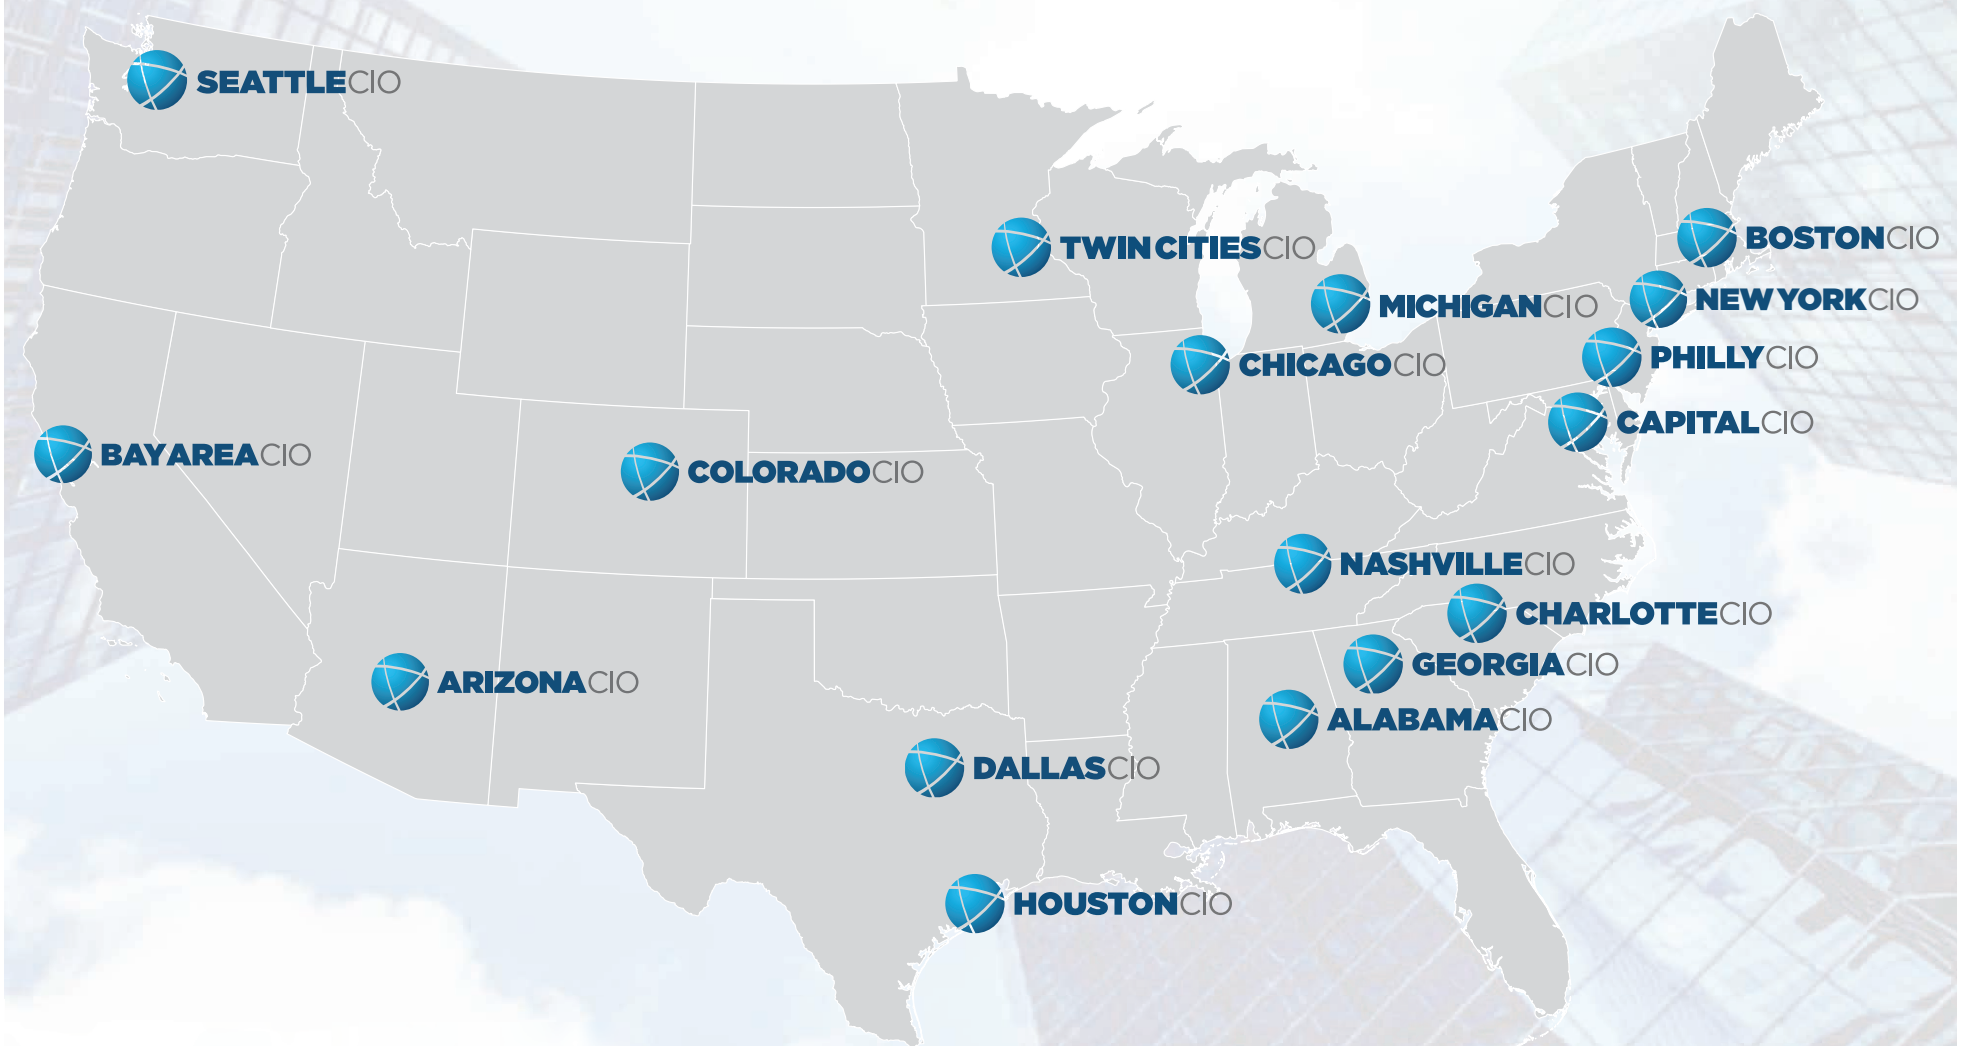 SEATTLECIO
TWIN CITIESCIO
BOSTONCIO
MICHIGANCIO
NEW YORKCIO
CHICAGOCIO
PHILLYCIO
CAPITALCIO
BAYAREACIO
COLORADOCIO
NASHVILLECIO
CHARLOTTECIO
GEORGIACIO
ARIZONACIO
ALABAMACIO
DALLASCIO
HOUSTONCIO